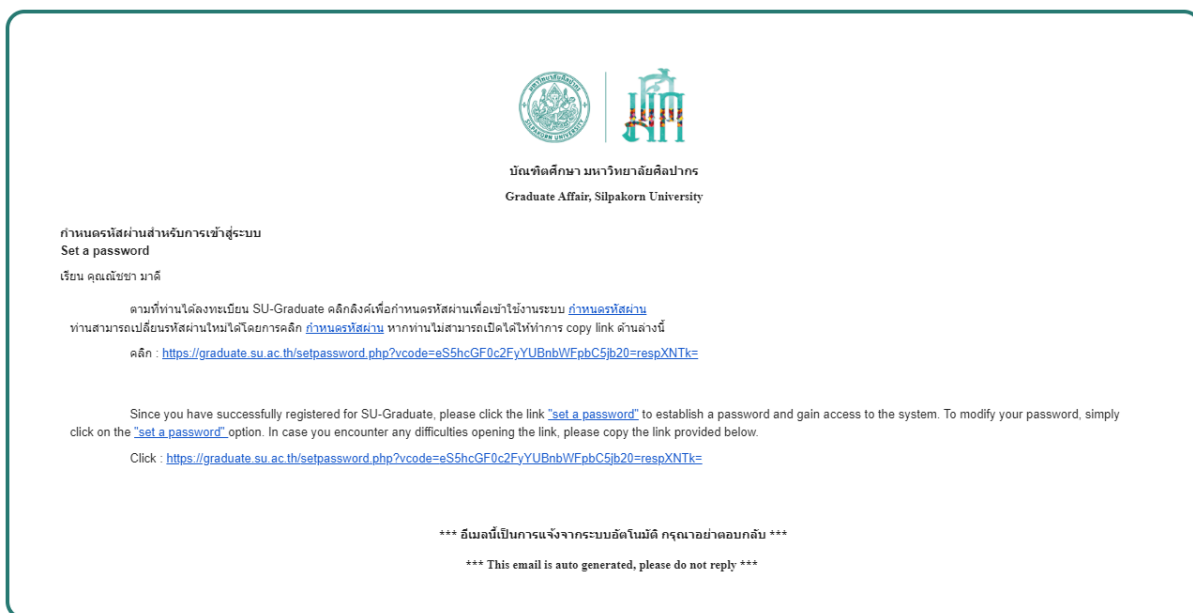 มหาวิทยาลัยศิลปากร
SILPAKORN UNIVERSITY
บัณฑิตศึกษา มหาวิทยาลัยศิลปากร
Graduate Affair, Silpakorn University
กำหนดรหัสผ่านสำหรับการเข้าสู่ระบบ
Set a password
เรียน คุณณัชชา มาดี
ตามที่ท่านได้ลงทะเบียน SU-Graduate คลิกลิงค์เพื่อกำหนดรหัสผ่านเพื่อเข้าใช้งานระบบ กำหนดรหัสผ่าน
ท่านสามารถเปลี่ยนรหัสผ่านใหม่ได้โดยการคลิก กำหนดรหัสผ่าน หากท่านไม่สามารถเปิดได้ให้ทำการ copy link ด้านล่างนี้
คลิก : https://graduate.su.ac.th/setpassword.php?vcode=eS5hcGF0c2FyYUBnbWFpbC5jb20=respXNTk=
Since you have successfully registered for SU-Graduate, please click the link "set a password" to establish a password and gain access to the system. To modify your password, simply
click on the "set a password" option. In case you encounter any difficulties opening the link, please copy the link provided below.
Click : https://graduate.su.ac.th/setpassword.php?vcode=eS5hcGF0c2FyYUBnbWFpbC5jb20=respXNTk=
*** อีเมลนี้เป็นการแจ้งจากระบบอัตโนมัติ กรุณาอย่าตอบกลับ ***
*** This email is auto generated, please do not reply ***